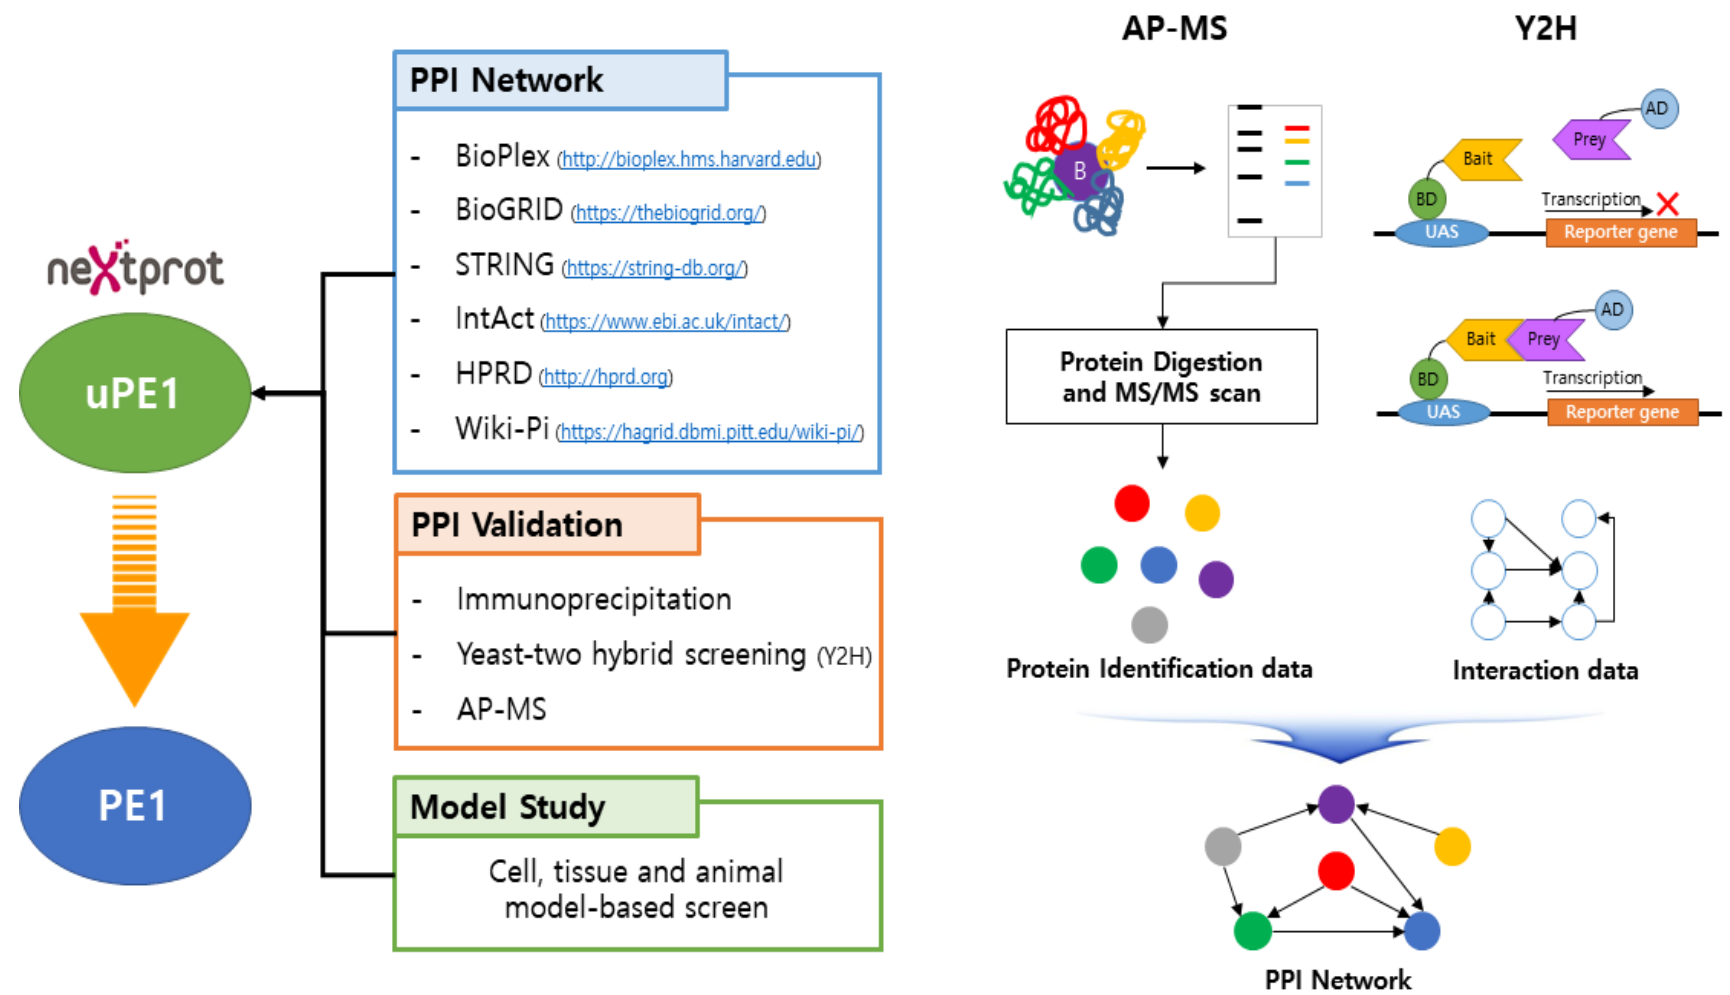 neXtprot
uPE1
PE1
PPI Network
- BioPlex (http://bioplex.hms.harvard.edu)
- BioGRID (https://thebiogrid.org/)
- STRING (https://string-db.org/)
- IntAct (https://www.ebi.ac.uk/intact/)
- HPRD (http://hprd.org)
- Wiki-Pi (https://hagrid.dbmi.pitt.edu/wiki-pi/)
PPI Validation
- Immunoprecipitation
- Yeast-two hybrid screening (Y2H)
- AP-MS
Model Study
Cell, tissue and animal
model-based screen
AP-MS
B
Protein Digestion
and MS/MS scan
Protein Identification data
Y2H
AD
Prey
Bait
BD
Transcription
UAS
Reporter gene
AD
Bait
Prey
BD
Transcription
UAS
Reporter gene
Interaction data
PPI Network